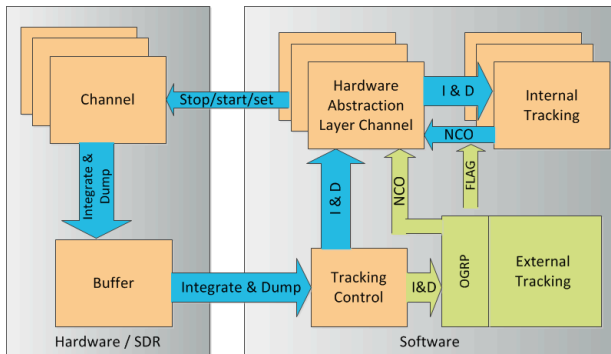 Channel
Stop/start/set
Hardware
Abstraction
Layer Channel
I & D
Internal
Tracking
NCO
Integrate &
Dump
I & D
NCO
FLAG
Buffer
Integrate & Dump
Tracking
Control
I&D
OGRP
External
Tracking
Hardware / SDR
Software